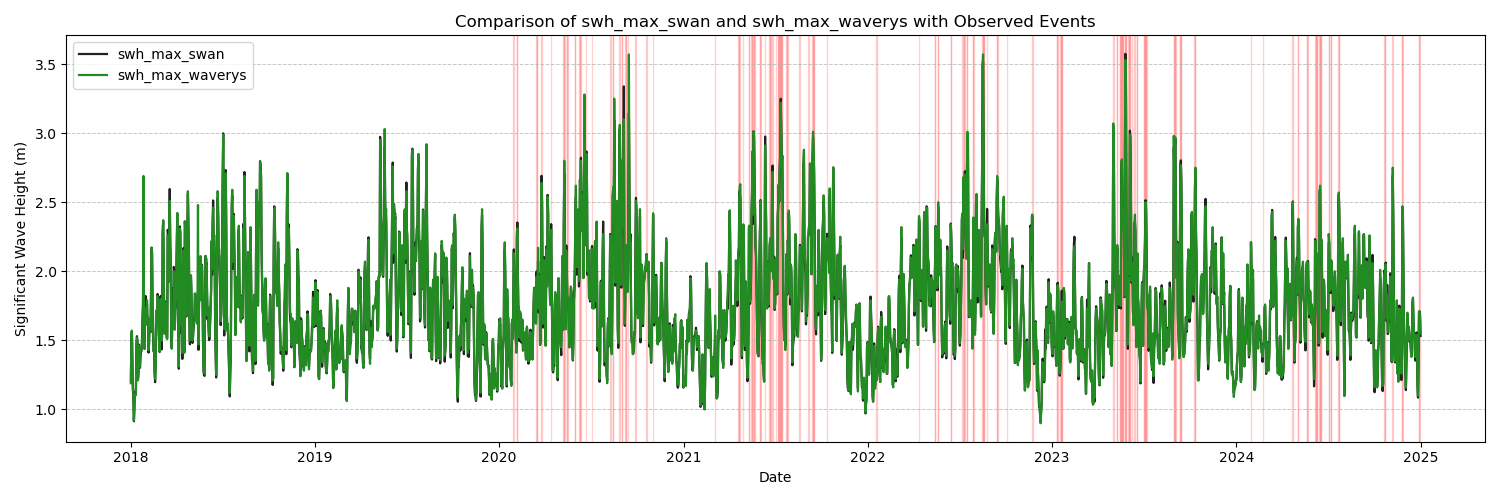 Comparison of swh_max_swan and swh_max_waverys with Observed Events
swh_max_swan
swh_max_waverys
Significant Wave Height (m)
3.5
3.0
2.5
2.0
1.5
1.0
2018 2019 2020 2021 2022 2023 2024 2025
Date